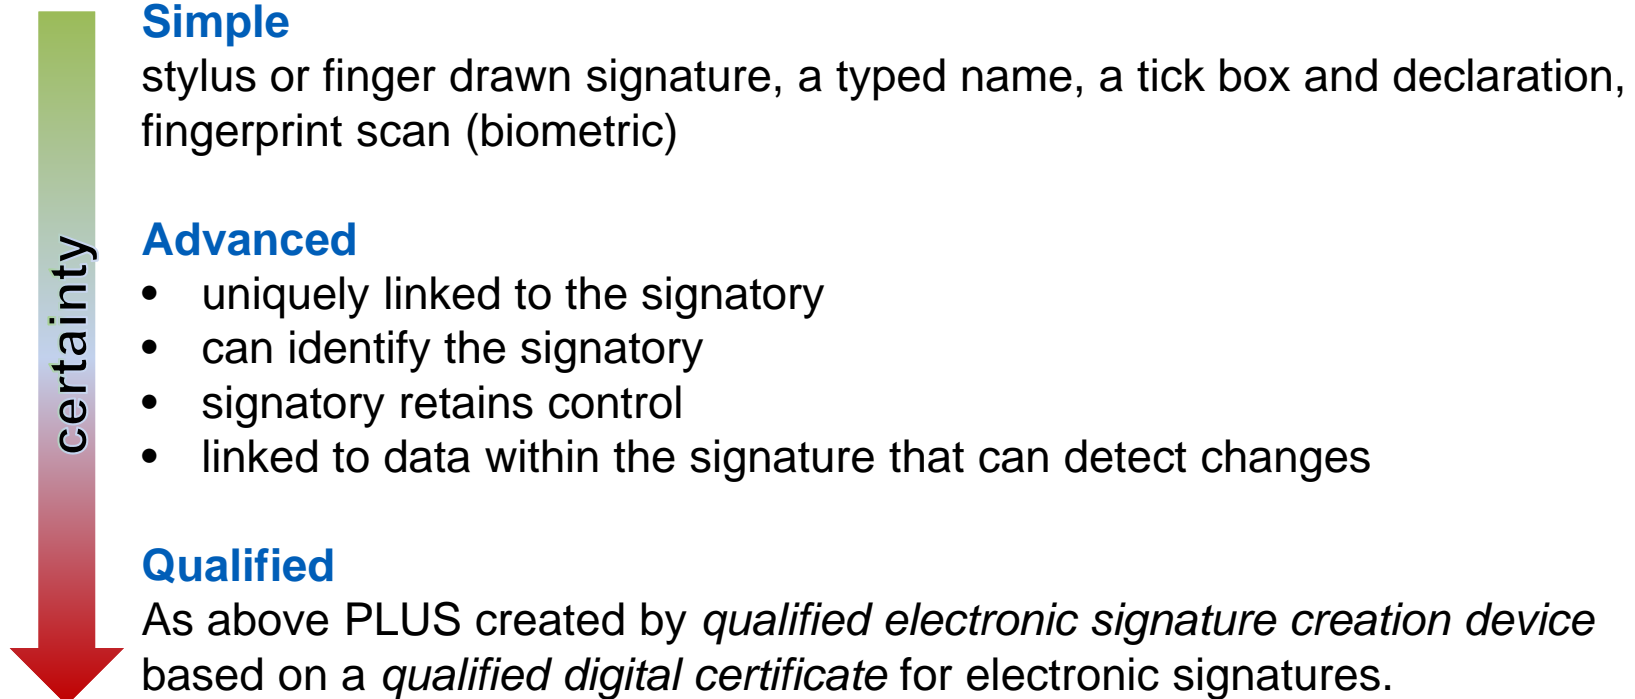 Simple
stylus or finger drawn signature, a typed name, a tick box and declaration,
fingerprint scan (biometric)
certainty
Advanced
• uniquely linked to the signatory
• can identify the signatory
• signatory retains control
• linked to data within the signature that can detect changes
Qualified
As above PLUS created by qualified electronic signature creation device
based on a qualified digital certificate for electronic signatures.